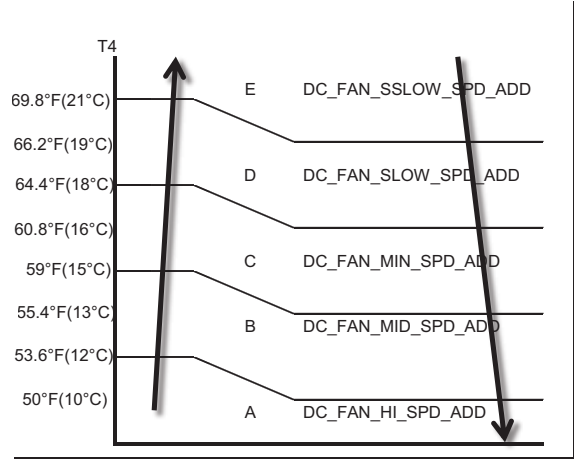 T4
E DC_FAN_SSLOW_SPD_ADD
69.8°F(21°C)
66.2°F(19°C)
D DC_FAN_SLOW_SPD_ADD
64.4°F(18°C)
60.8°F(16°C)
C DC_FAN_MIN_SPD_ADD
59°F(15°C)
55.4°F(13°C)
B DC_FAN_MID_SPD_ADD
53.6°F(12°C)
50°F(10°C)
A DC_FAN_HI_SPD_ADD